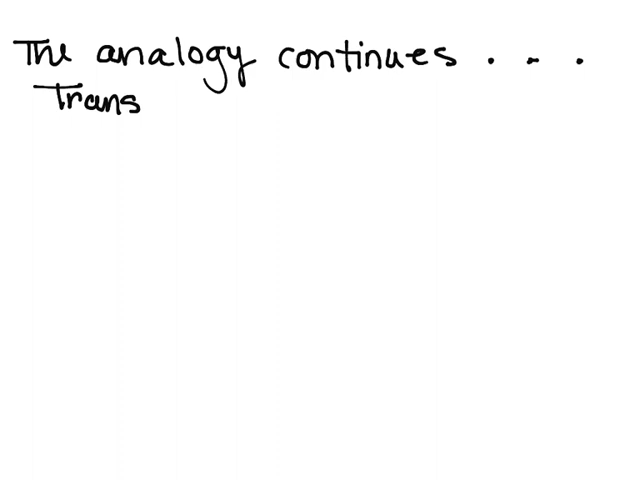 The analogy continues . . .
Trans